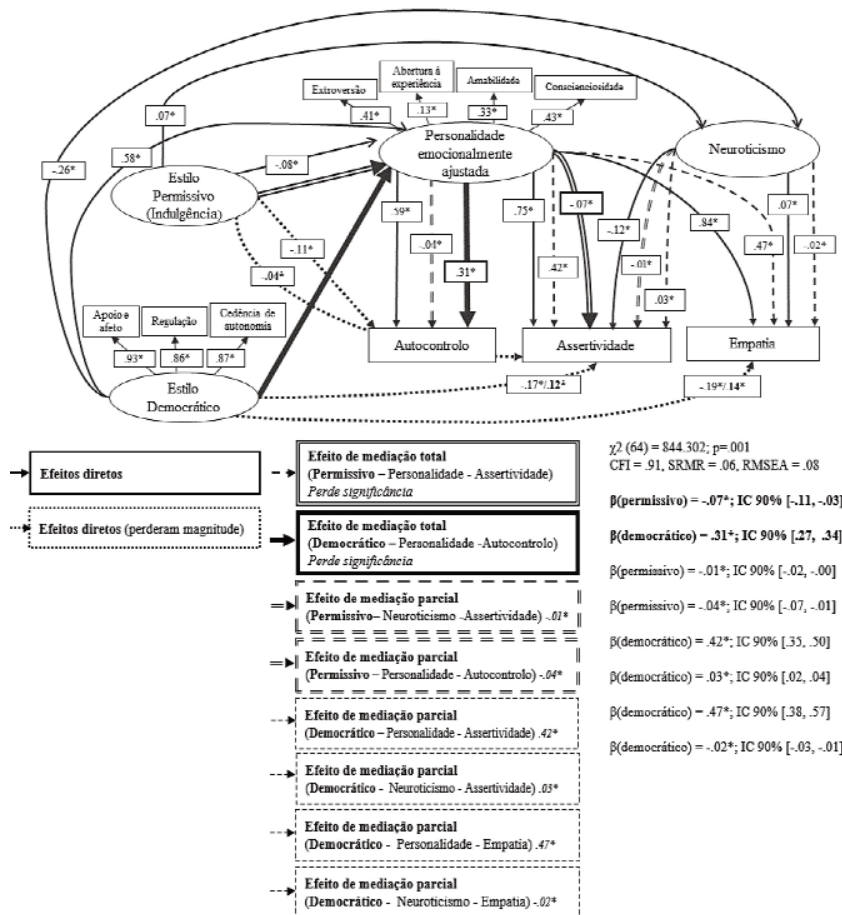 Abertura à
experiência
Amabilidade
Extroversão
Conscienciosidade
.07*
.41*
.13*
.33*
.43*
Personalidade
emocionalmente
ajustada
Neuroticismo
-.26*
.58*
-.08*
Estilo
Permissivo
(Indulgência)
.59*
.75*
-.07*
-.12*
.84*
.07*
-.11*
-.04*
-.04*
.31*
.42*
-.01*
.47*
-.02*
.03*
Apoio e
afeto
Regulação
Cedência de
autonomia
.93*
.86*
.87*
Autocontrolo
Assertividade
Empatia
Estilo
Democrático
-.17*/.12*
-.19*/.14*
Efeitos diretos
Efeitos diretos (perderam magnitude)
Efeito de mediação total
(Permissivo – Personalidade - Assertividade)
Perde significância
Efeito de mediação total
(Democrático – Personalidade -Autocontrolo)
Perde significância
Efeito de mediação parcial
(Permissivo– Neuroticismo -Assertividade) -.01*
Efeito de mediação parcial
(Permissivo – Personalidade - Autocontrolo) -.04*
Efeito de mediação parcial
(Democrático – Personalidade - Assertividade) .42*
Efeito de mediação parcial
(Democrático - Neuroticismo - Assertividade) .03*
Efeito de mediação parcial
(Democrático - Personalidade - Empatia) .47*
Efeito de mediação parcial
(Democrático - Neuroticismo - Empatia) -.02*
χ2 (64) = 844.302; p=.001
CFI = .91, SRMR = .06, RMSEA = .08
β(permissivo) = -.07*; IC 90% [-.11, -.03]
β(democrático) = .31*; IC 90% [.27, .34]
β(permissivo) = -.01*; IC 90% [-.02, -.00]
β(permissivo) = -.04*; IC 90% [-.07, -.01]
β(democrático) = .42*; IC 90% [.35, .50]
β(democrático) = .03*; IC 90% [.02, .04]
β(democrático) = .47*; IC 90% [.38, .57]
β(democrático) = -.02*; IC 90% [-.03, -.01]